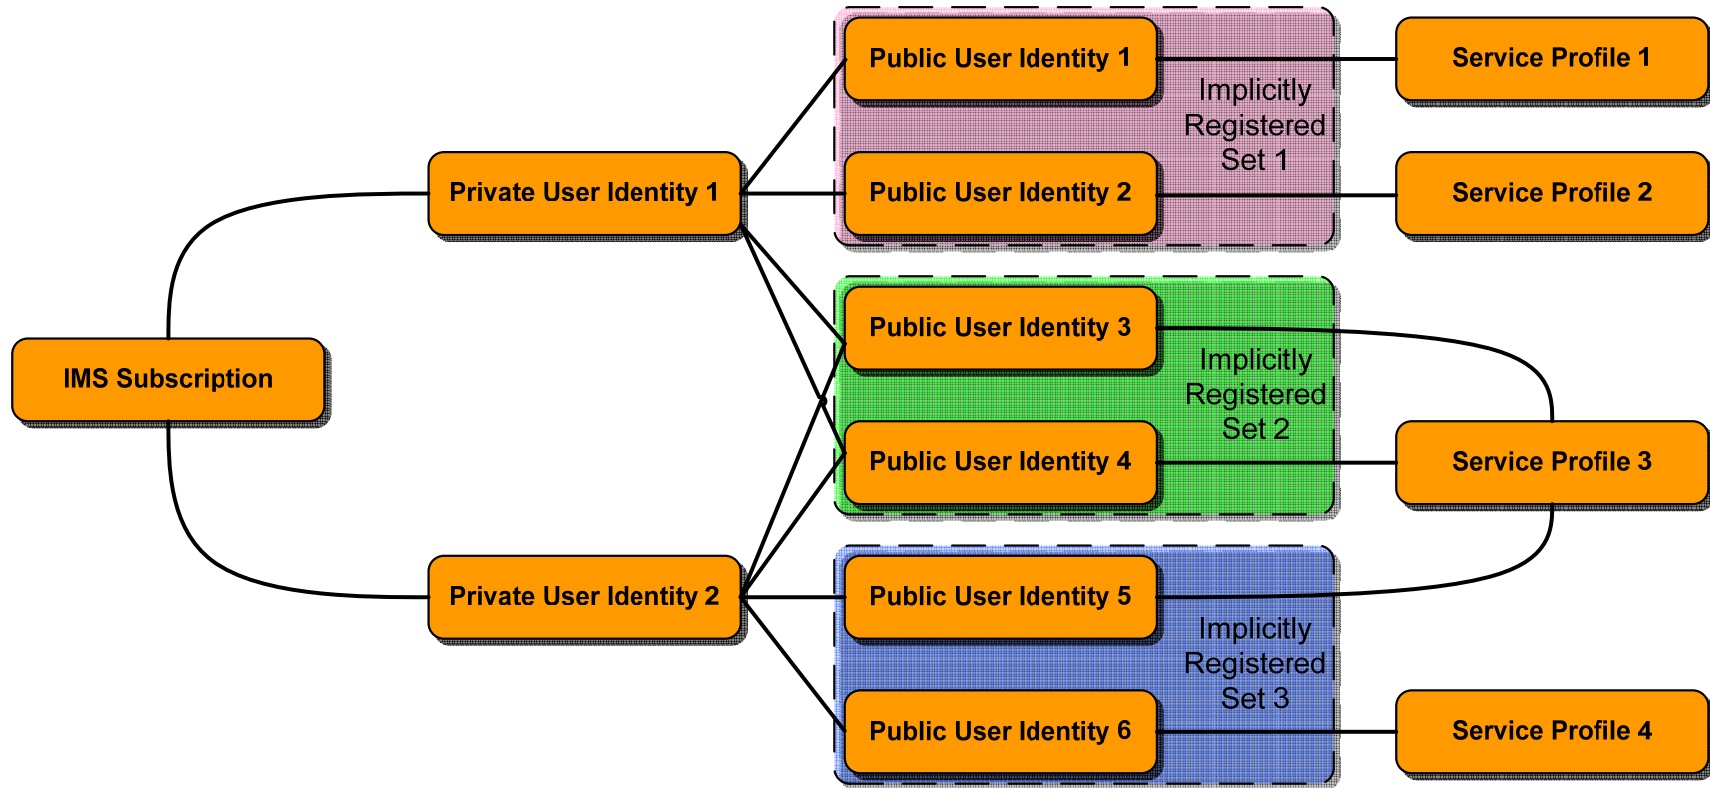 Public User Identity 1
Service Profile 1
Implicitly
Registered
Set 1
Private User Identity 1
Public User Identity 2
Service Profile 2
Public User Identity 3
Implicitly
Registered
Set 2
IMS Subscription
Public User Identity 4
Service Profile 3
Private User Identity 2
Public User Identity 5
Implicitly
Registered
Set 3
Public User Identity 6
Service Profile 4